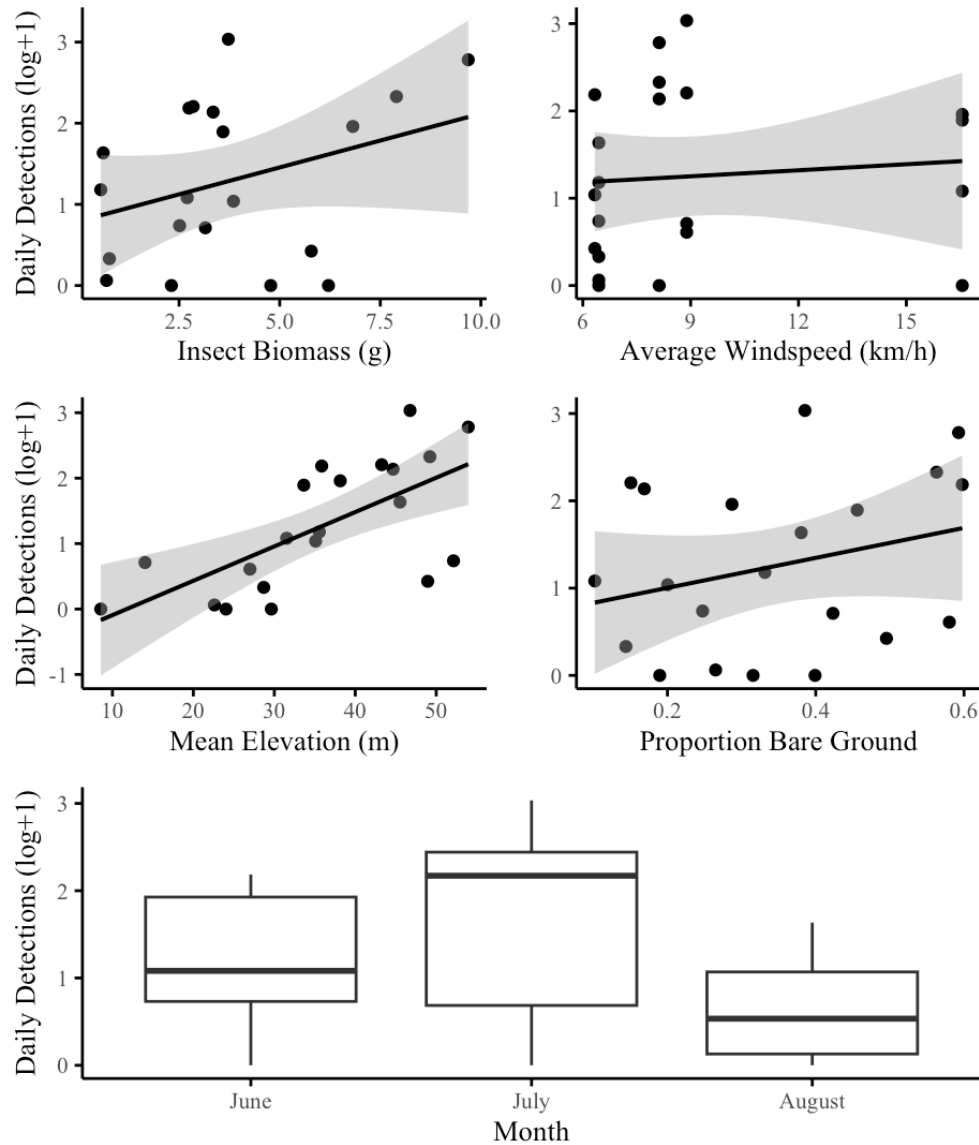 Daily Detections (log+1)
3
2
1
0
2.5 5.0 7.5 10.0
Insect Biomass (g)
3
2
1
0
6 9 12 15
Average Windspeed (km/h)
Daily Detections (log+1)
3
2
1
0
-1
10 20 30 40 50
Mean Elevation (m)
3
2
1
0
0.2 0.4 0.6
Proportion Bare Ground
Daily Detections (log+1)
3
2
1
0
June July August
Month